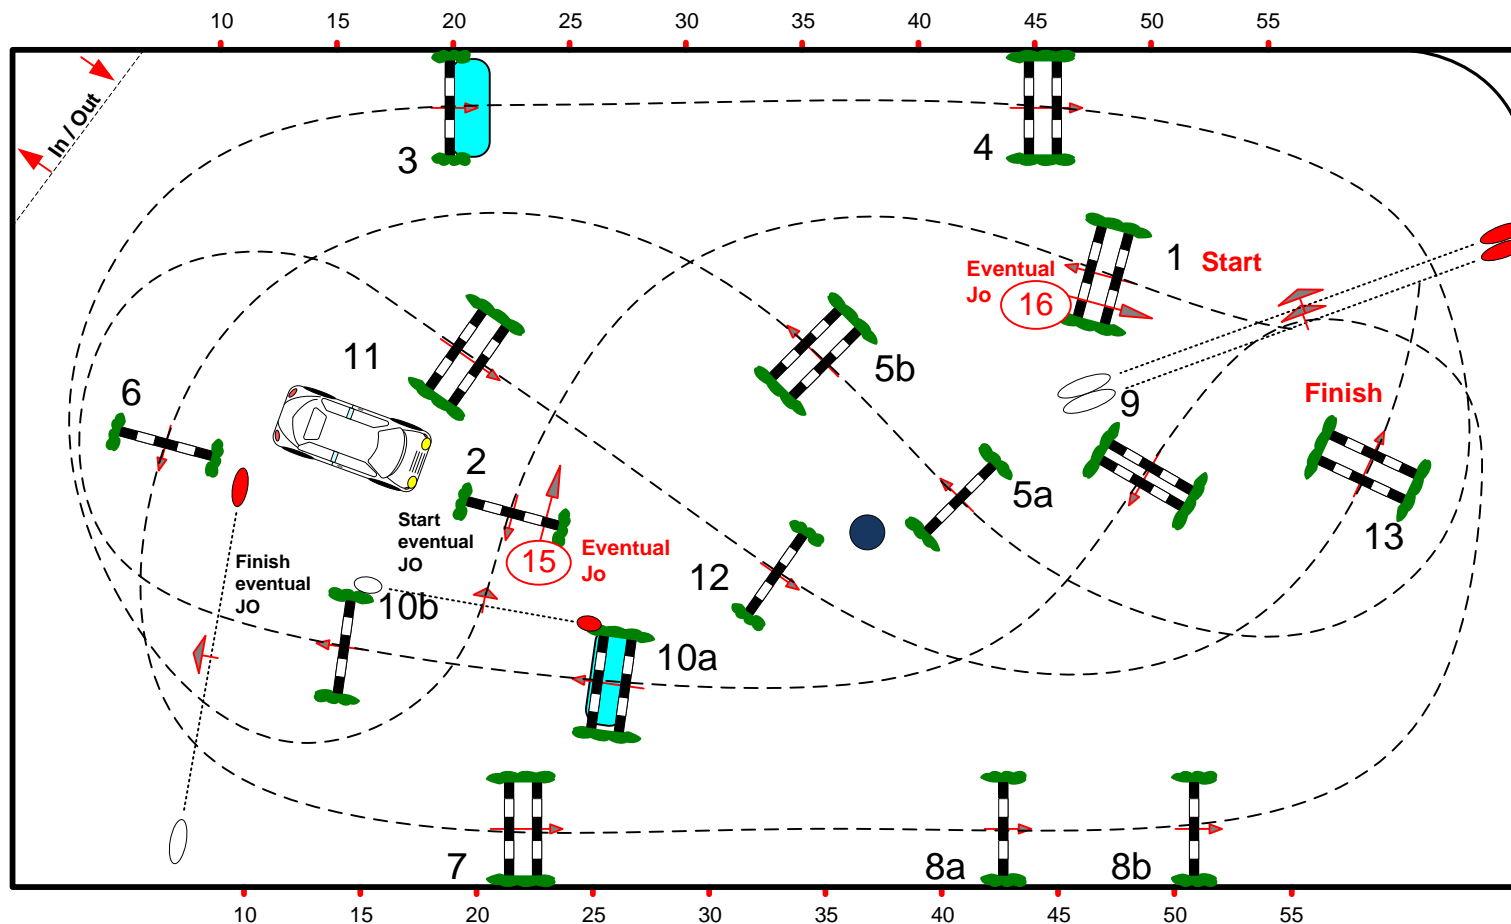 10 15 20 25 30 35 40 45 50 55
In / Out
3
4
1 Start
Eventual
Jo
16
11
5b
6
9
Finish
2
5a
13
Start
eventual
JO
15
Eventual
Jo
Finish
eventual
JO
12
10b
10a
7
8a
8b
10 15 20 25 30 35 40 45 50 55